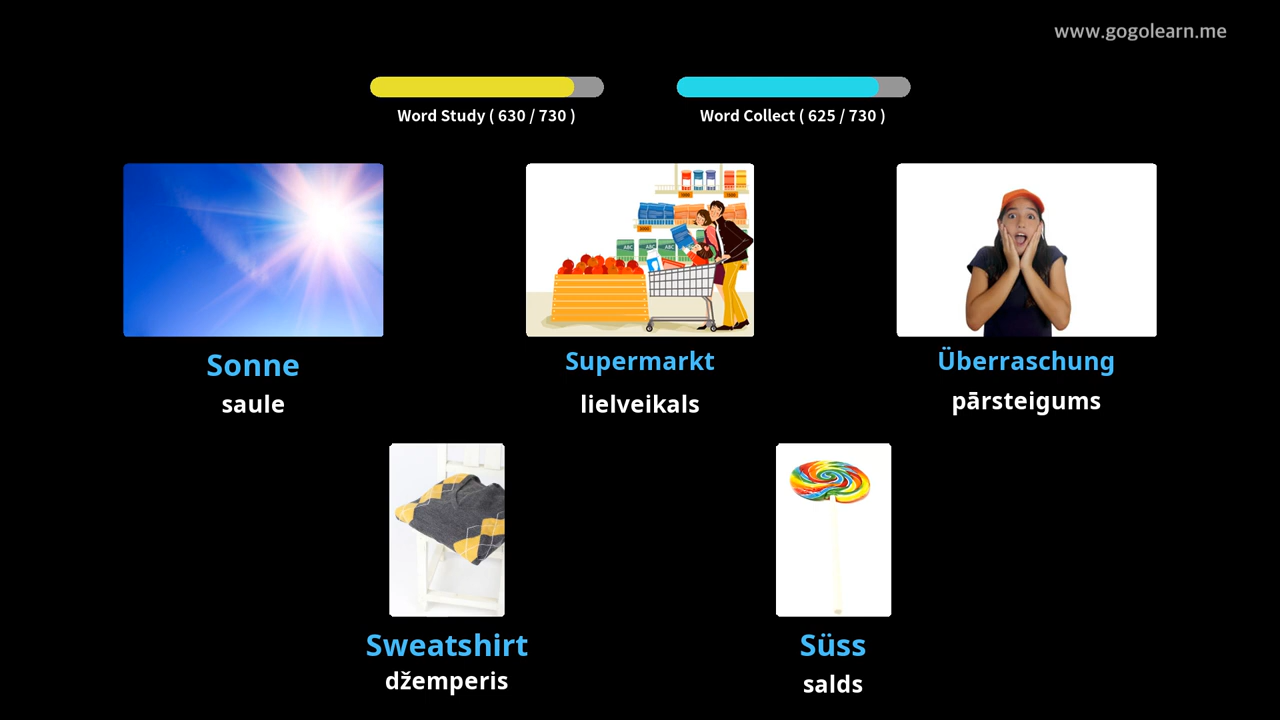 www.gogolearn.me
Word Study ( 630 / 730 )
Word Collect ( 625 / 730 )
Sonne
saule
Supermarkt
lielveikals
Überraschung
pārsteigums
Sweatshirt
džemperis
Süss
salds